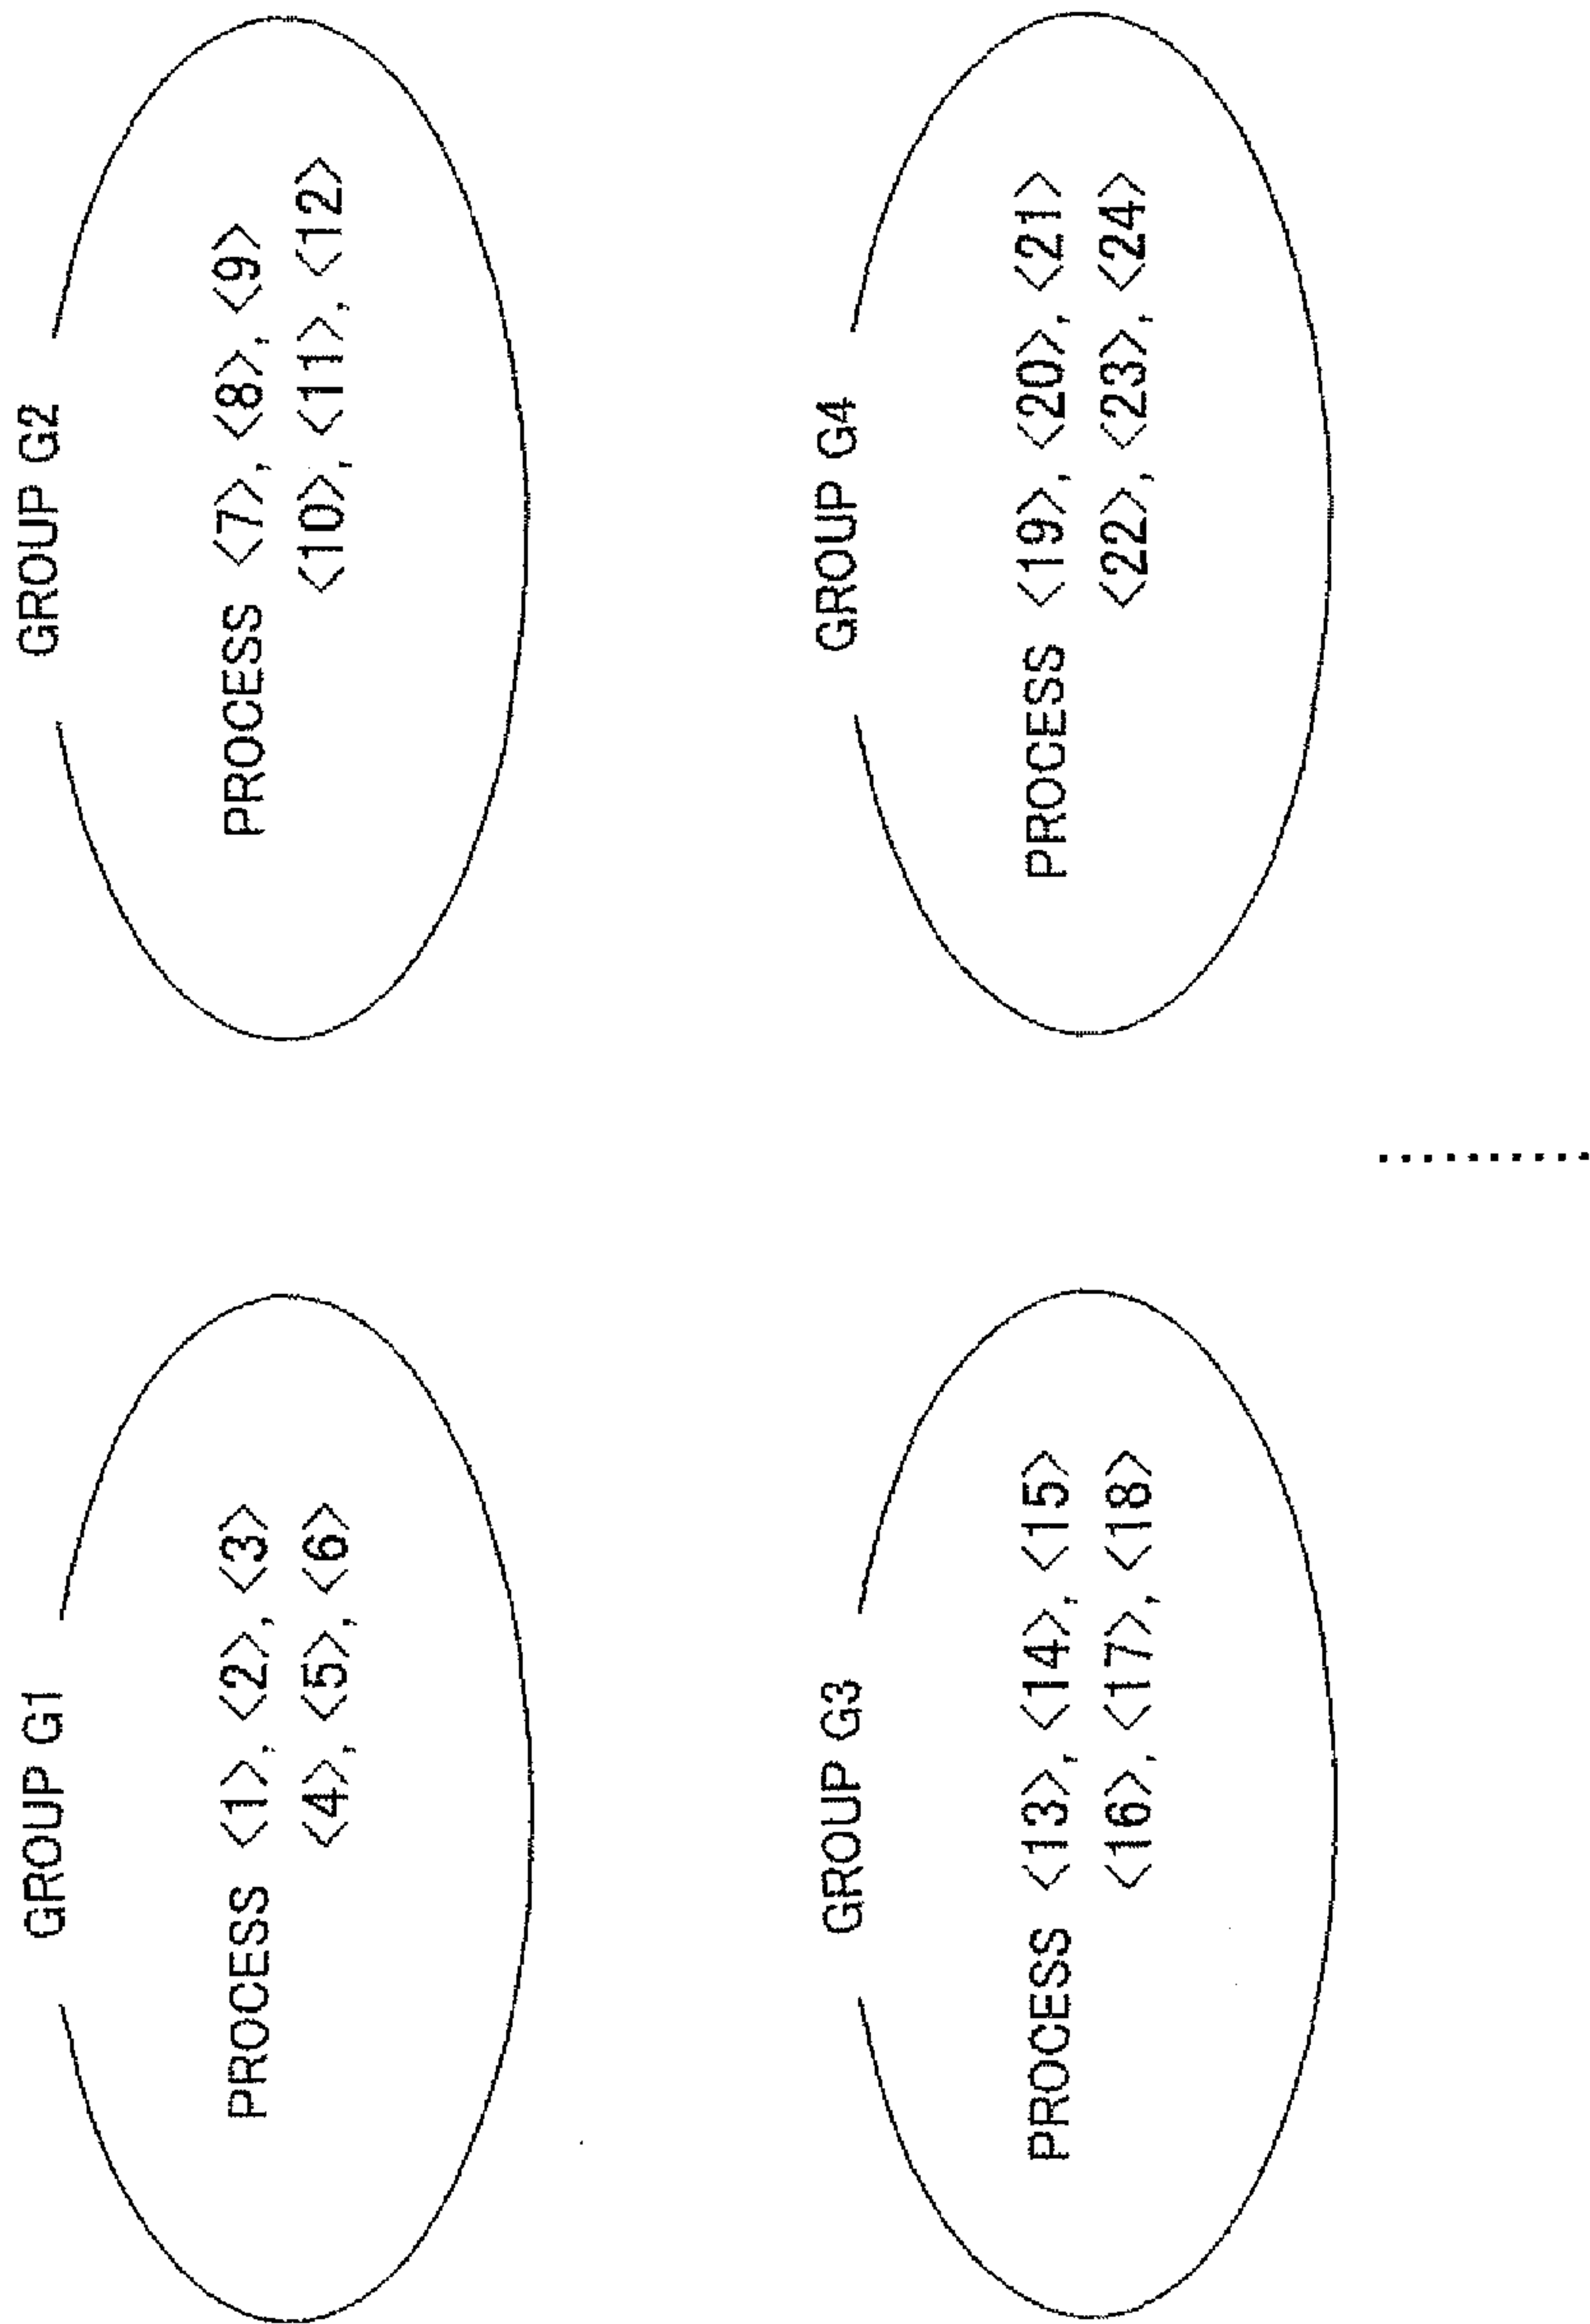 GROUP G1
PROCESS <1>, <2>, <3>
<4>, <5>, <6>
GROUP G2
PROCESS <7>, <8>, <9>
<10>, <11>, <12>
GROUP G3
PROCESS <13>, <14>, <15>
<16>, <17>, <18>
GROUP G4
PROCESS <19>, <20>, <21>
<22>, <23>, <24>